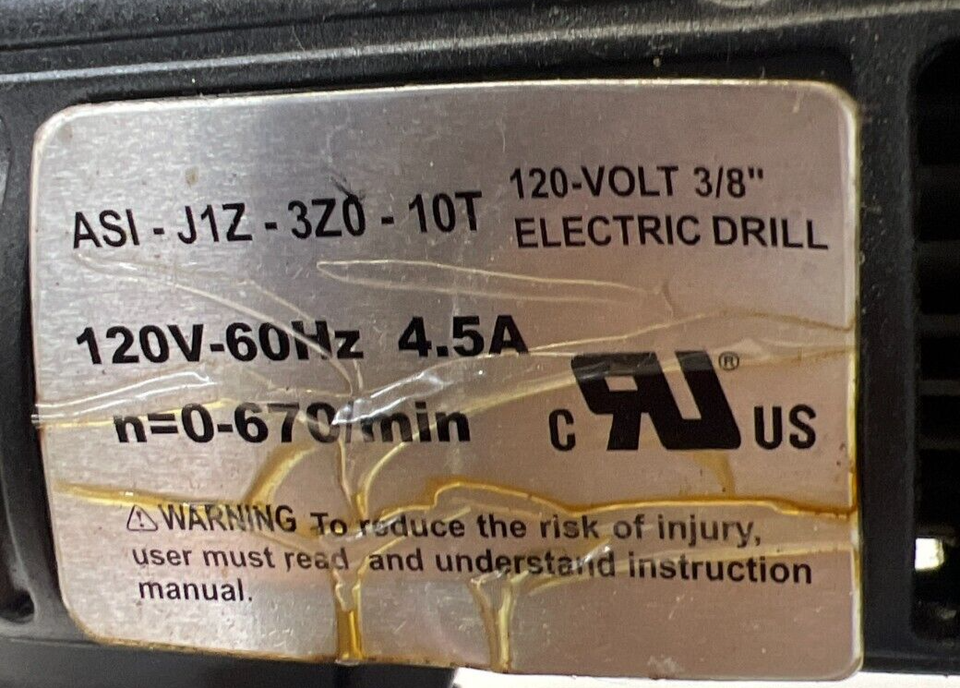 ASI - J1Z - 3Z0 - 10T
120-VOLT 3/8"
ELECTRIC DRILL
120V-60Hz 4.5A
n=0-670/min
C RU® US
⚠WARNING To reduce the risk of injury,
user must read and understand instruction
manual.